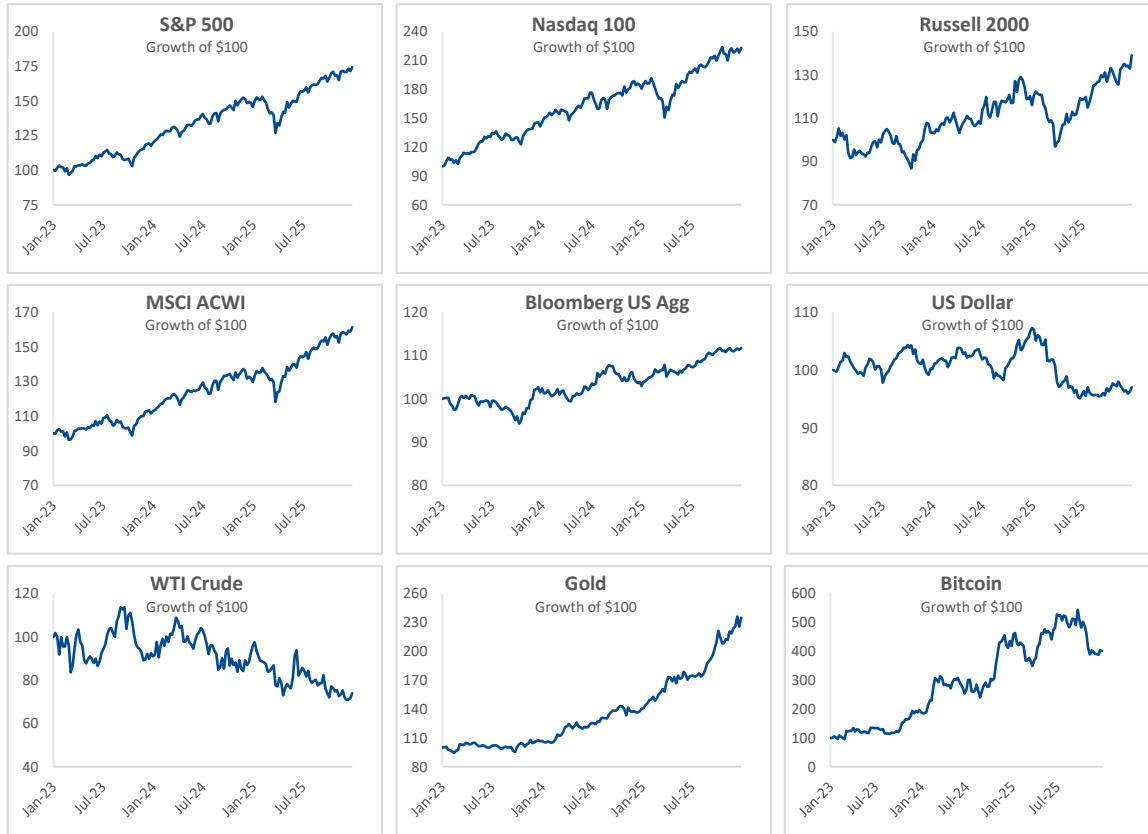 S&P 500
Growth of $100
200
175
150
125
100
75
Jan-23
Jul-23
Jan-24
Jul-24
Jan-25
Jul-25
Nasdaq 100
Growth of $100
240
220
200
180
160
140
120
100
80
60
Jan-23
Jul-23
Jan-24
Jul-24
Jan-25
Jul-25
Russell 2000
Growth of $100
150
130
110
90
70
Jan-23
Jul-23
Jan-24
Jul-24
Jan-25
Jul-25
MSCI ACWI
Growth of $100
170
150
130
110
90
70
Jan-23
Jul-23
Jan-24
Jul-24
Jan-25
Jul-25
Bloomberg US Agg
Growth of $100
120
110
100
90
80
Jan-23
Jul-23
Jan-24
Jul-24
Jan-25
Jul-25
US Dollar
Growth of $100
110
100
90
80
Jan-23
Jul-23
Jan-24
Jul-24
Jan-25
Jul-25
WTI Crude
Growth of $100
120
100
80
60
40
Jan-23
Jul-23
Jan-24
Jul-24
Jan-25
Jul-25
Gold
Growth of $100
260
230
200
170
140
110
80
Jan-23
Jul-23
Jan-24
Jul-24
Jan-25
Jul-25
Bitcoin
Growth of $100
600
500
400
300
200
100
0
Jan-23
Jul-23
Jan-24
Jul-24
Jan-25
Jul-25